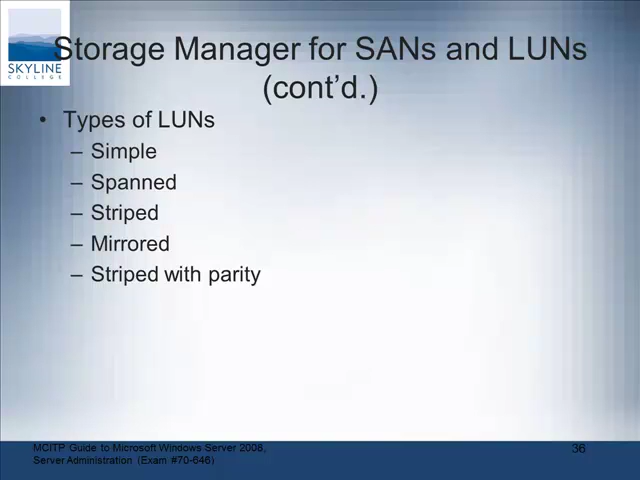 SKYLINE
COLLEGE
Storage Manager for SANs and LUNs
(cont’d.)
• Types of LUNs
– Simple
– Spanned
– Striped
– Mirrored
– Striped with parity
MCITP Guide to Microsoft Windows Server 2008,
Server Administration (Exam #70-646)
36